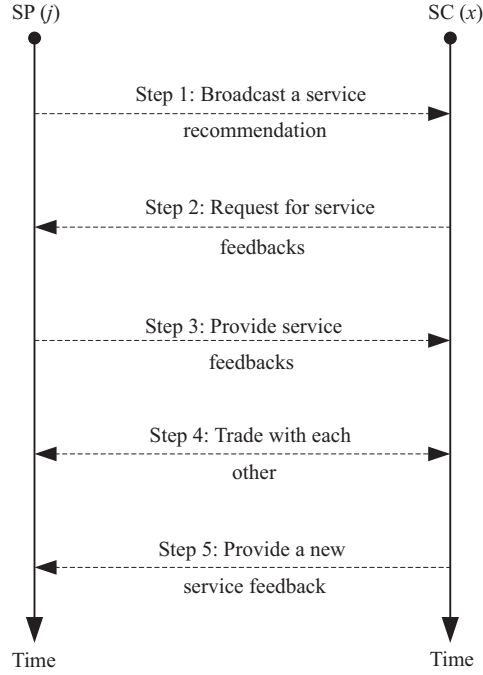 SP (j)
SC (x)
Step 1: Broadcast a service
recommendation
Step 2: Request for service
feedbacks
Step 3: Provide service
feedbacks
Step 4: Trade with each
other
Step 5: Provide a new
service feedback
Time
Time